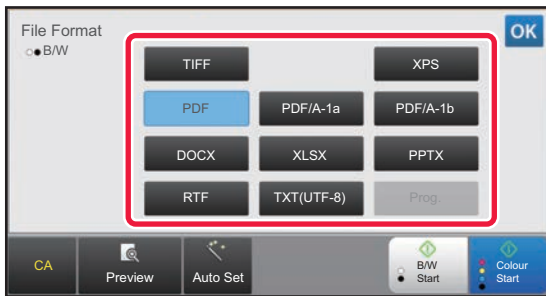 File Format
OK
B/W
TIFF XPS
PDF PDF/A-1a PDF/A-1b
DOCX XLSX PPTX
RTF TXT(UTF-8) Prog.
CA
Preview
Auto Set
B/W
Start
Colour
Start